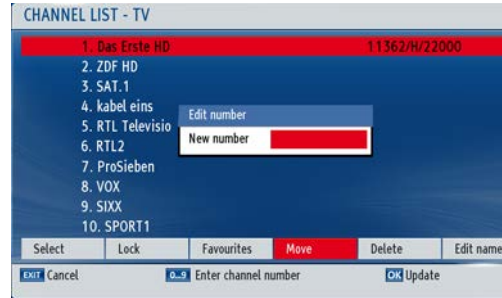 CHANNEL LIST - TV
1. Das Erste HD 11362/H/22000
2. ZDF HD
3. SAT.1
4. kabel eins
5. RTL Televisio
6. RTL2
7. ProSieben
8. VOX
9. SIXX
10. SPORT1
Edit number
New number
Select Lock Favourites Move Delete Edit name
EXIT Cancel 0...9 Enter channel number OK Update